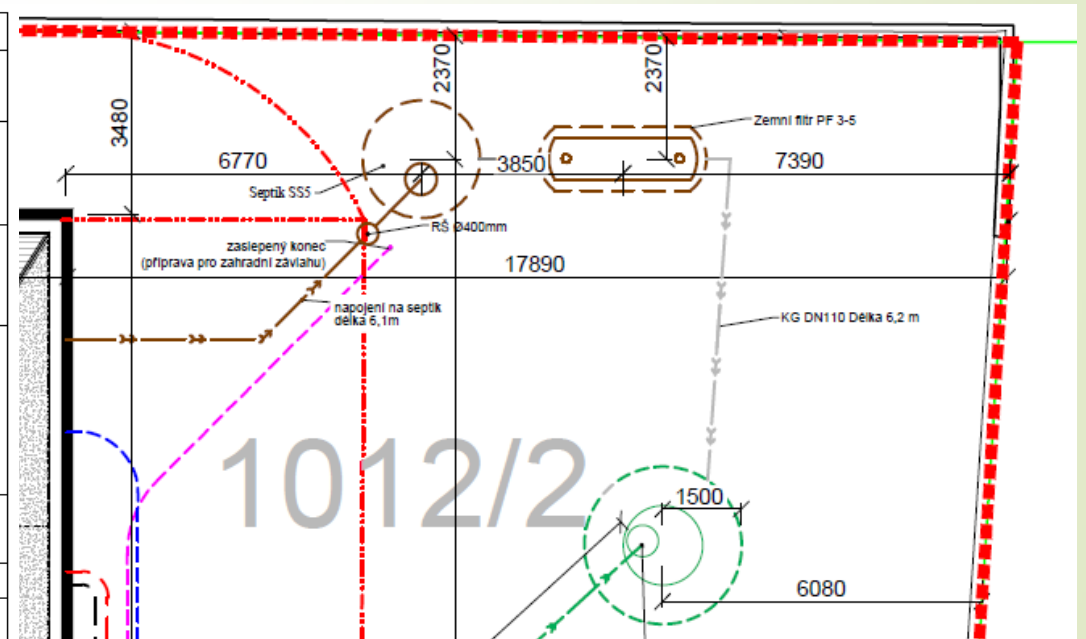 2370
2370
3480
Zemní filtr PF 3-5
6770
3850
7390
Septik SS5
RŠ Ø400mm
zaslepený konec
(příprava pro zahradní závlahu)
17890
napojení na septik
délka 6,1m
KG DN110 Délka 6,2 m
1012/2
1500
6080